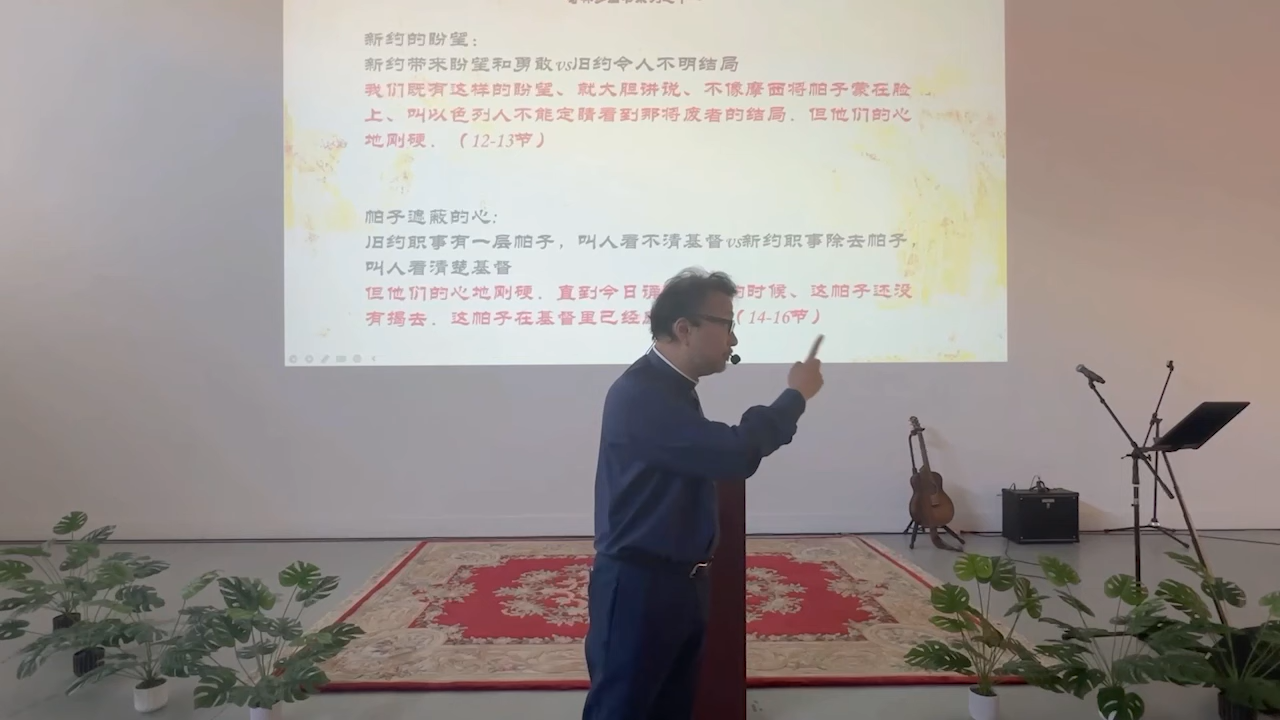 新约的盼望：
新约带来盼望和勇敢vs旧约令人不明结局
我们既有这样的盼望、就大胆讲说、不像摩西将帕子蒙在脸
上、叫以色列人不能定睛看到那将废者的结局．但他们的心
地刚硬．（12-13节）
帕子遮蔽的心：
旧约职事有一层帕子，叫人看不清基督vs新约职事除去帕子，
叫人看清楚基督
但他们的心地刚硬．直到今日诵 的时候、这帕子还没
有揭去．这帕子在基督里已经 （14-16节）